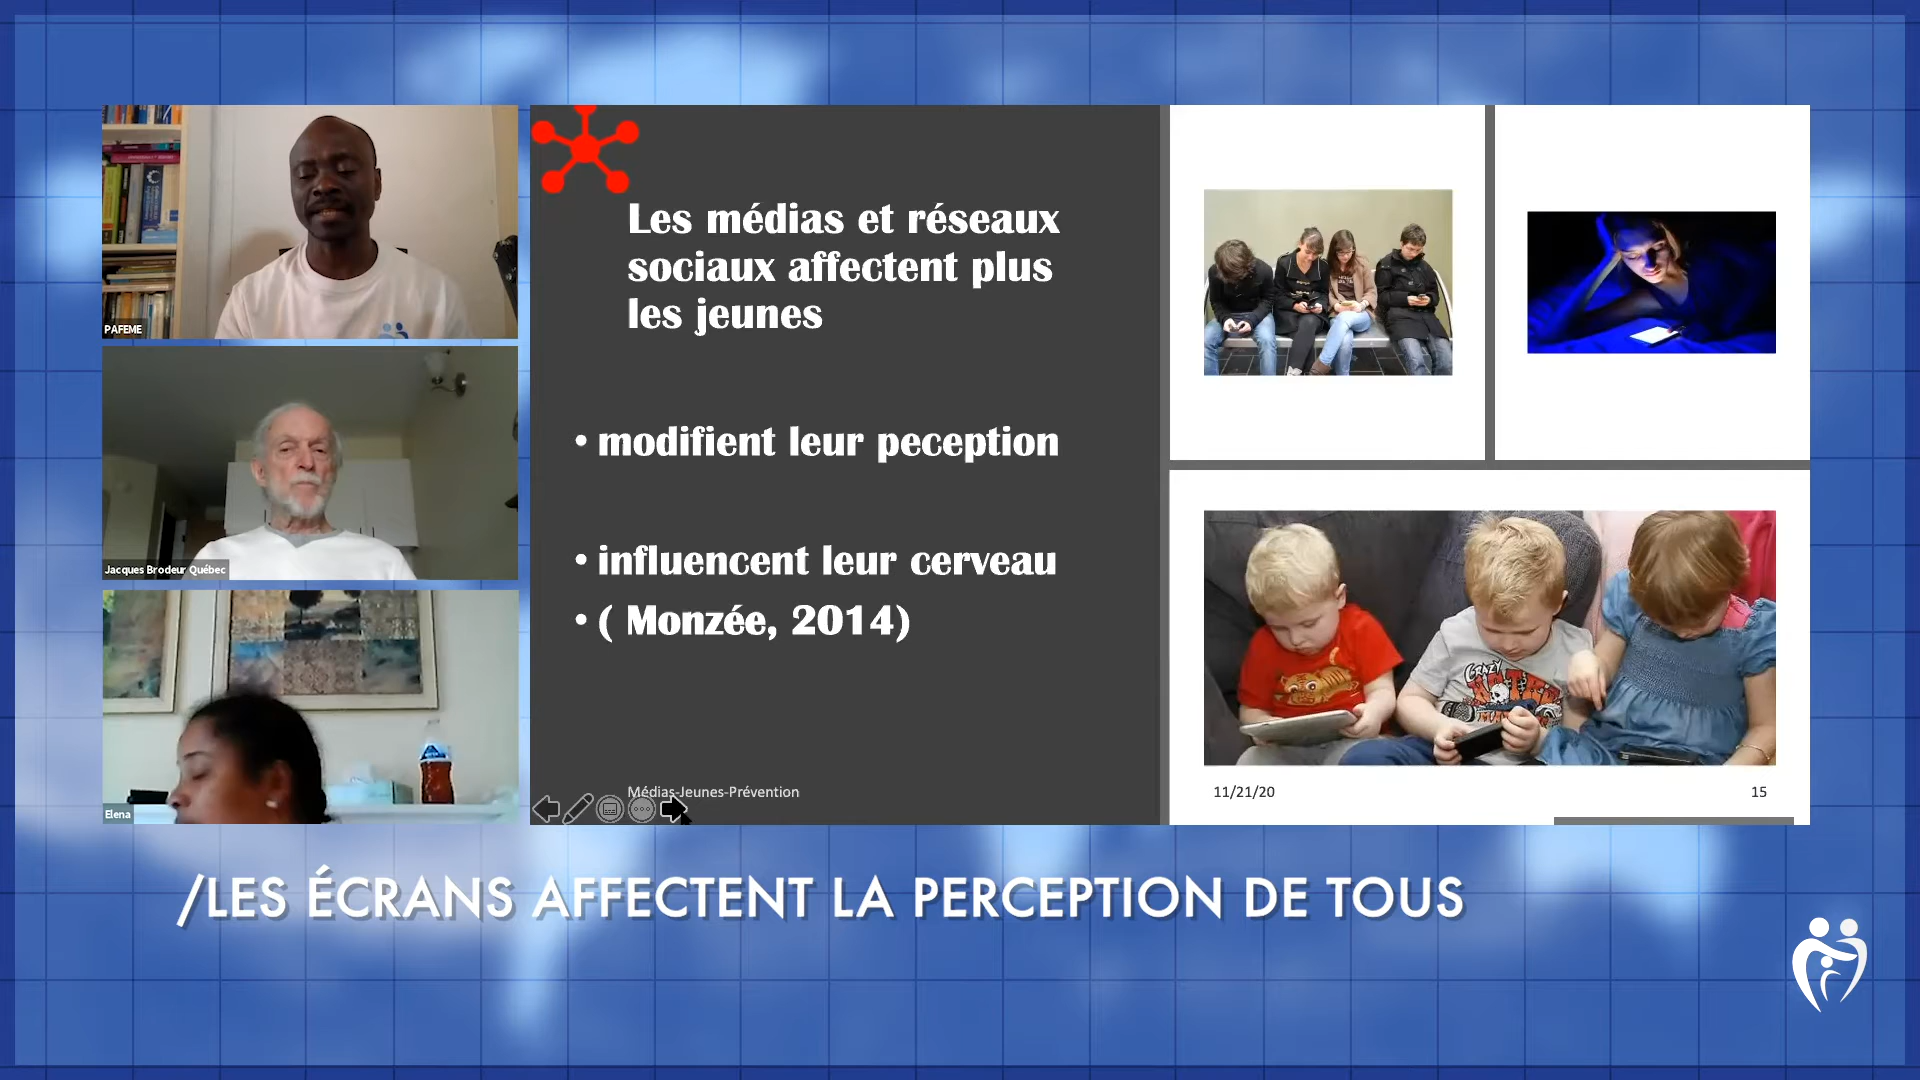 PAFEME
Jacques Brodeur Québec
Elena
Les médias et réseaux
sociaux affectent plus
les jeunes
• modifient leur peception
• influencent leur cerveau
• ( Monzée, 2014)
Médias-Jeunes-Prévention
CRAZY
11/21/20
15
/LES ÉCRANS AFFECTENT LA PERCEPTION DE TOUS